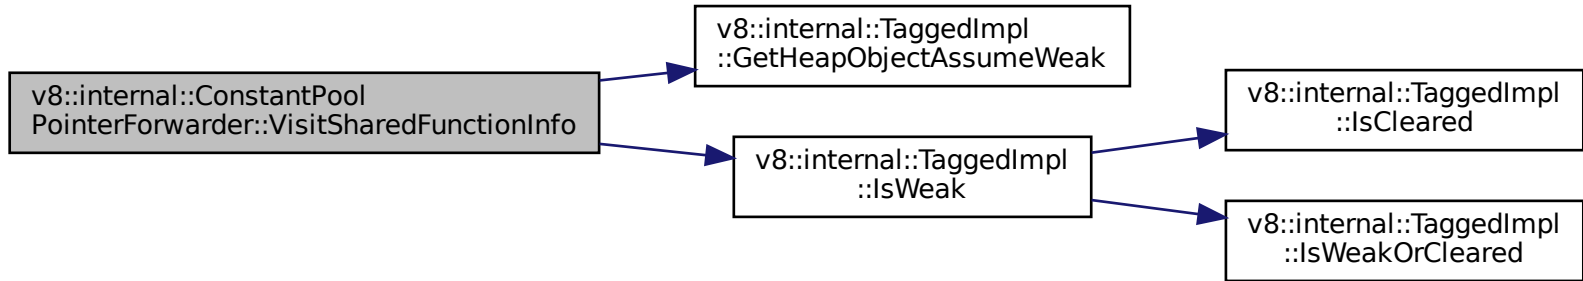 v8::internal::ConstantPool
PointerForwarder::VisitSharedFunctionInfo
v8::internal::TaggedImpl
::GetHeapObjectAssumeWeak
v8::internal::TaggedImpl
::IsWeak
v8::internal::TaggedImpl
::IsCleared
v8::internal::TaggedImpl
::IsWeakOrCleared